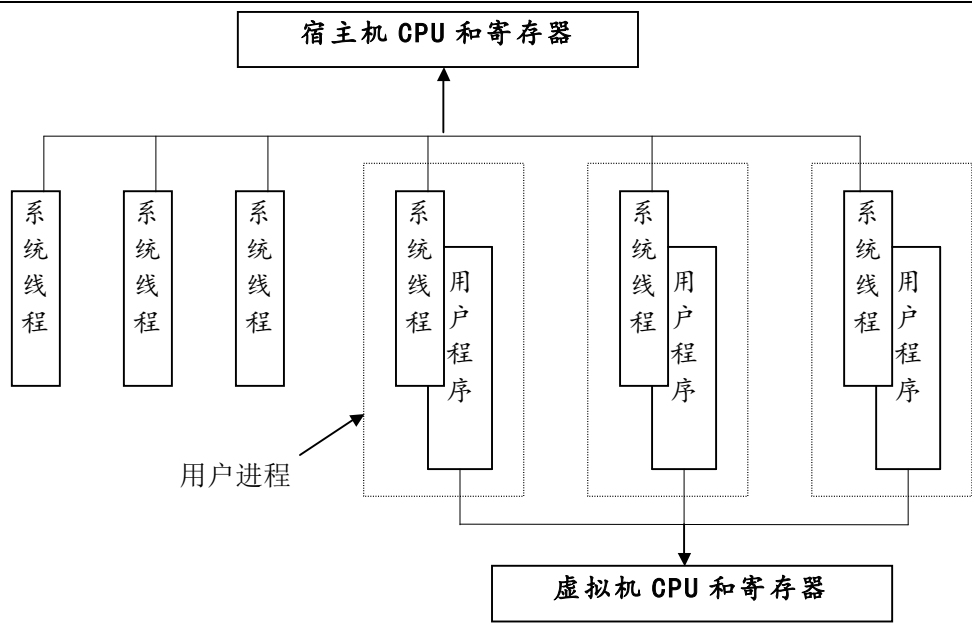 宿主机 CPU 和寄存器
系统线程
系统线程
系统线程
系统线程
用户程序
系统线程
用户程序
系统线程
用户程序
用户进程
虚拟机 CPU 和寄存器